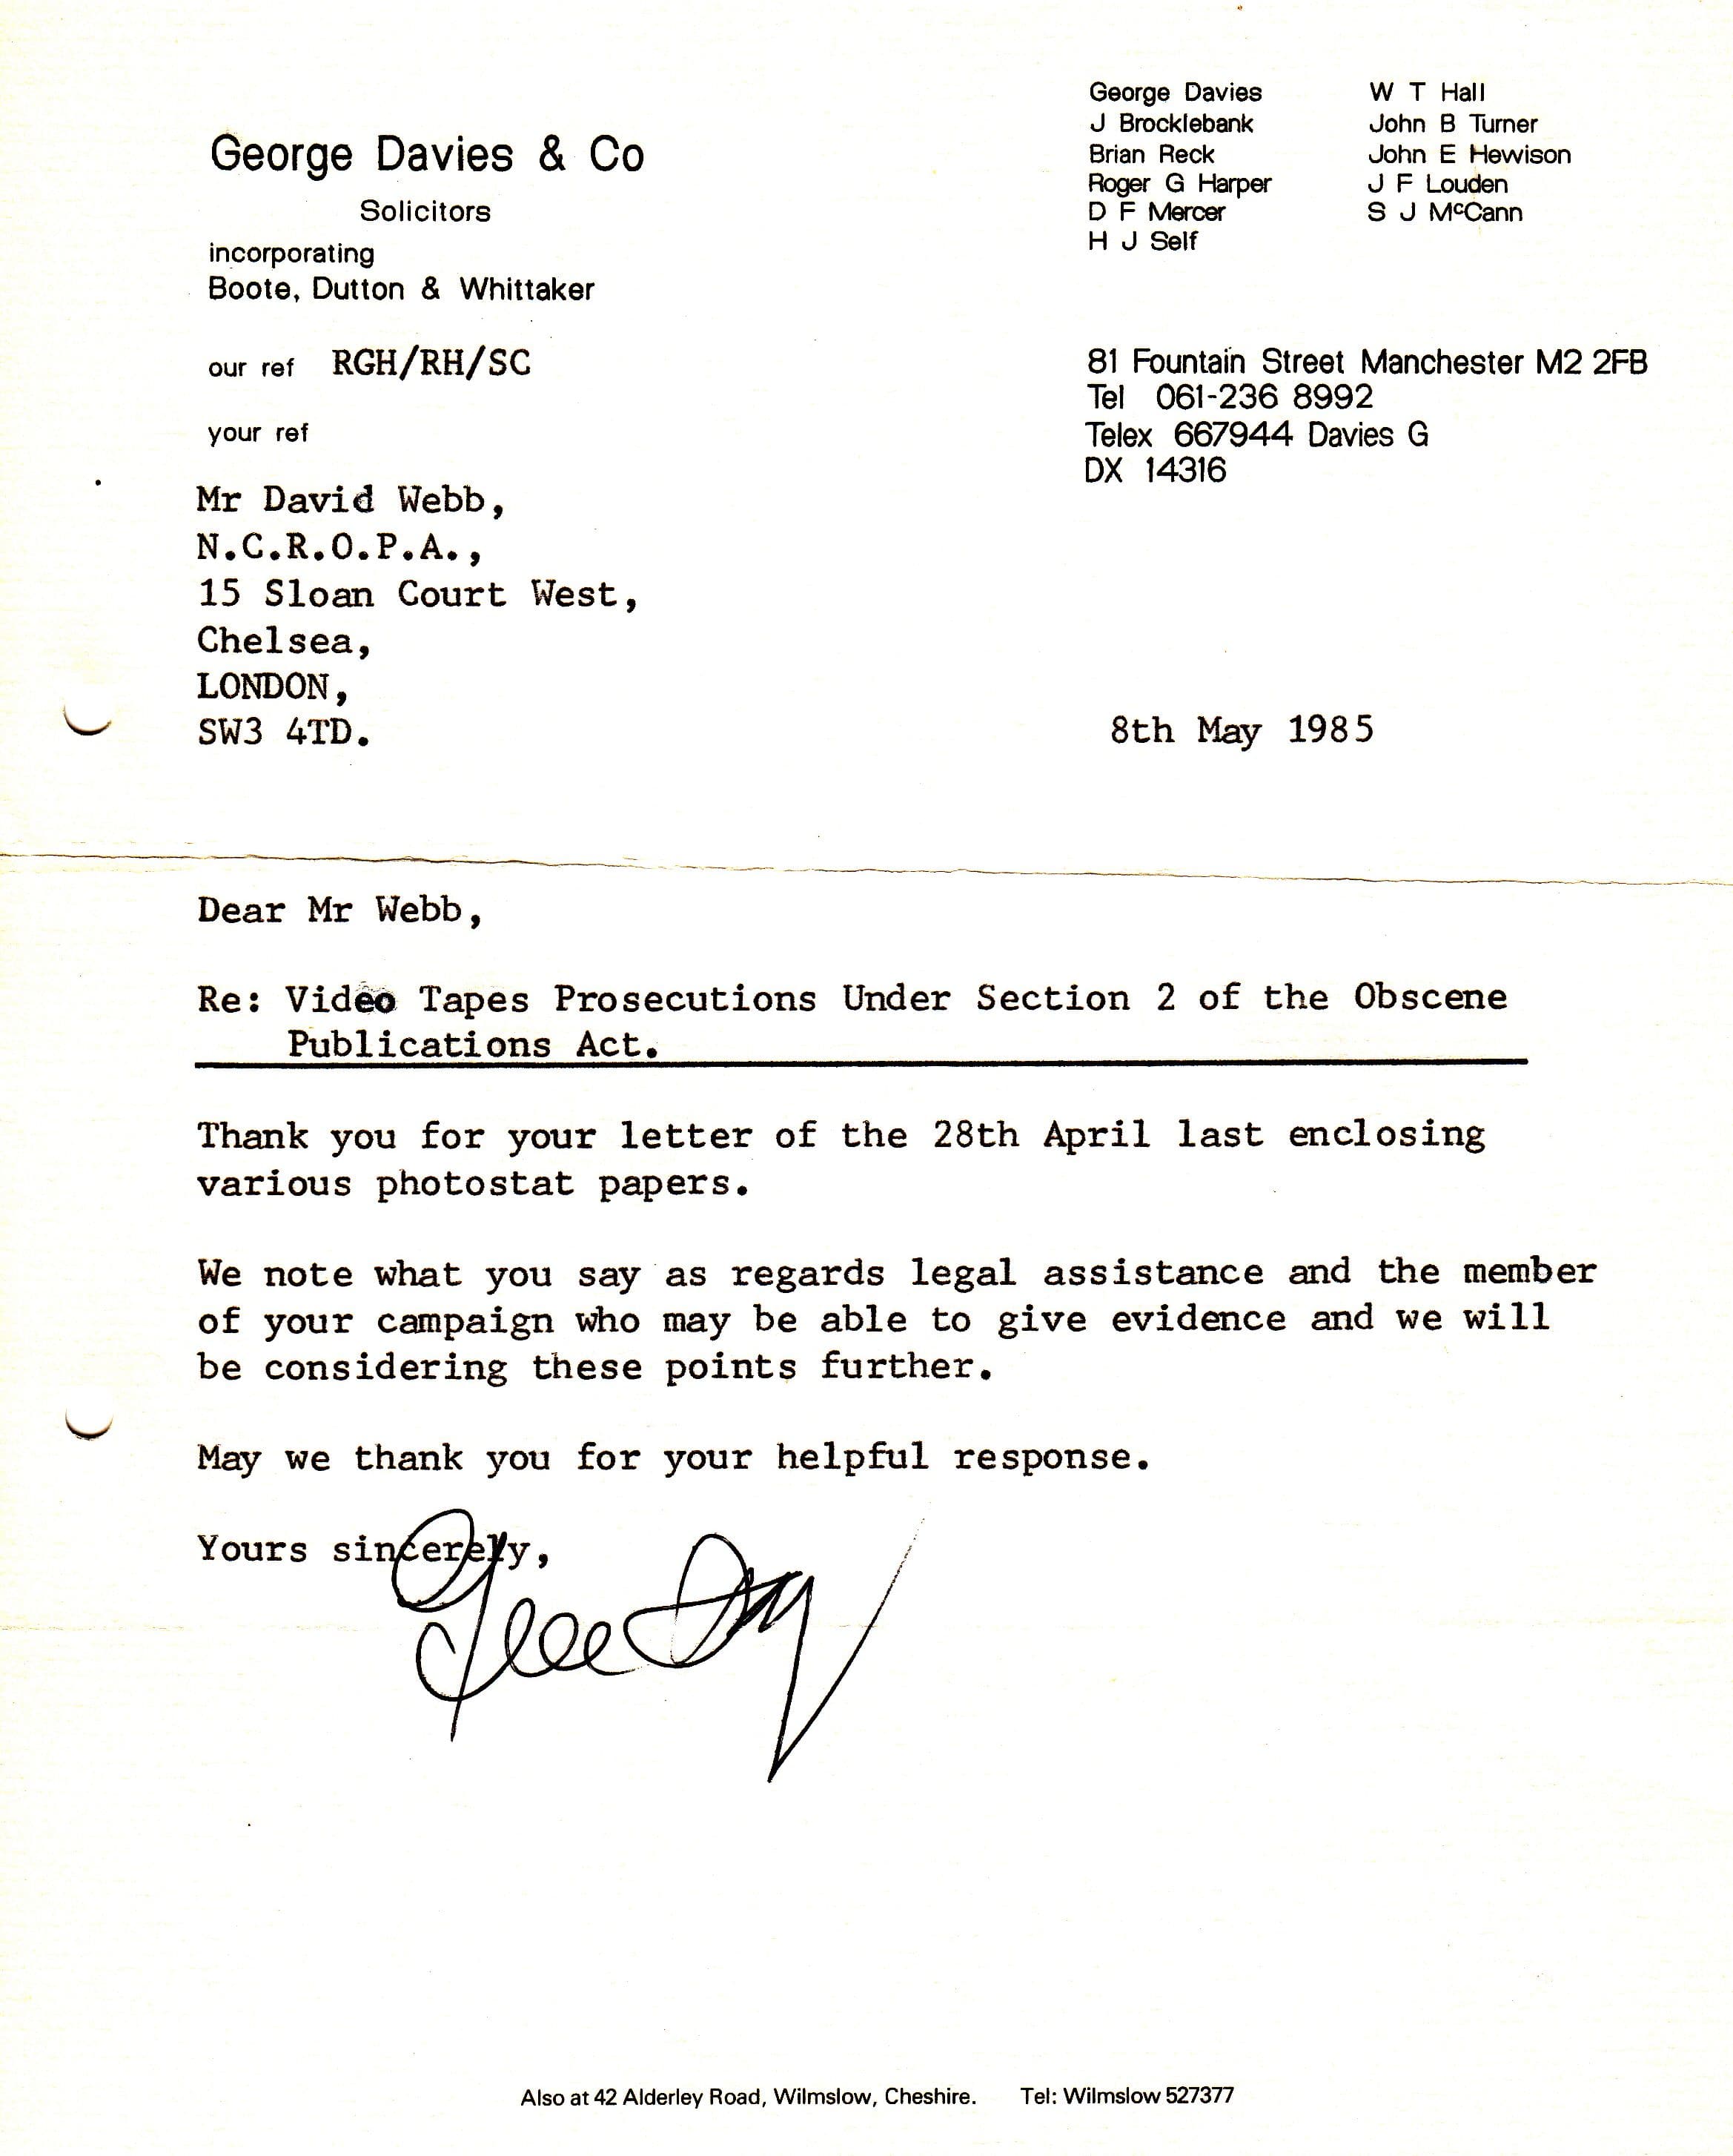 George Davies & Co
Solicitors
incorporating
Boote, Dutton & Whittaker
George Davies
J Brocklebank
Brian Reck
Roger G Harper
D F Mercer
H J Self
W T Hall
John B Turner
John E Hewison
J F Louden
S J McCann
our ref RGH/RH/SC
your ref
81 Fountain Street Manchester M2 2FB
Tel 061-236 8992
Telex 667944 Davies G
DX 14316
Mr David Webb,
N.C.R.O.P.A.,
15 Sloan Court West,
Chelsea,
LONDON,
SW3 4TD.
8th May 1985
Dear Mr Webb,
Re: Video Tapes Prosecutions Under Section 2 of the Obscene
Publications Act.
Thank you for your letter of the 28th April last enclosing
various photostat papers.
We note what you say as regards legal assistance and the member
of your campaign who may be able to give evidence and we will
be considering these points further.
May we thank you for your helpful response.
Yours sincerely,
Also at 42 Alderley Road, Wilmslow, Cheshire. Tel: Wilmslow 527377